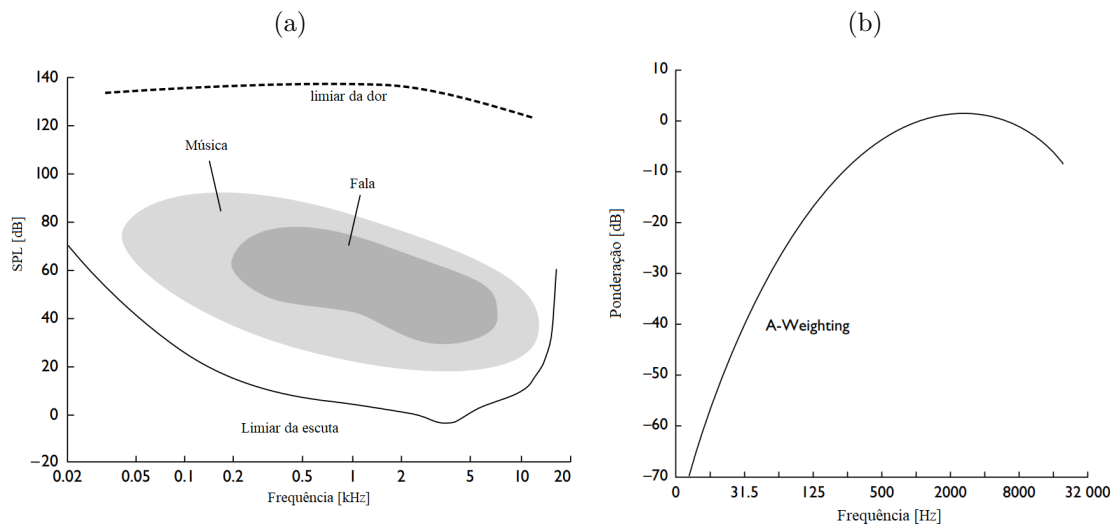 (a)
140
120
100
80
60
40
20
0
−20
SPL [dB]
limiar da dor
Música
Fala
Limiar da escuta
0.02 0.05 0.1 0.2 0.5 1 2 5 10 20
Frequência [kHz]
(b)
10
0
−10
−20
−30
−40
−50
−60
−70
Ponderação [dB]
A-Weighting
0 31.5 125 500 2000 8000 32 000
Frequência [Hz]